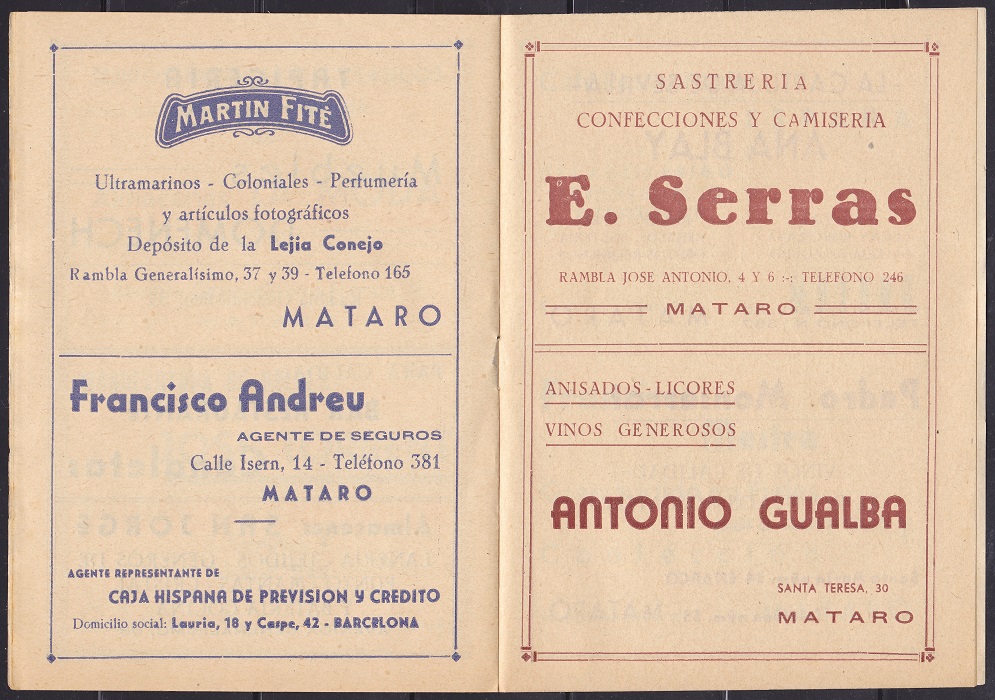 MARTIN FITÉ
Ultramarinos - Coloniales - Perfumería
y artículos fotográficos
Depósito de la Lejia Conejo
Rambla Generalísimo, 37 y 39 - Telefono 165
MATARO
Francisco Andreu
AGENTE DE SEGUROS
Calle Isern, 14 - Teléfono 381
MATARO
AGENTE REPRESENTANTE DE
CAJA HISPANA DE PREVISION Y CREDITO
Domicilio social: Lauria, 18 y Caspe, 42 - BARCELONA
SASTRERIA
CONFECCIONES Y CAMISERIA
E. Serras
RAMBLA JOSE ANTONIO, 4 Y 6 :-: TELEFONO 246
MATARO
ANISADOS - LICORES
VINOS GENEROSOS
ANTONIO GUALBA
SANTA TERESA, 30
MATARO